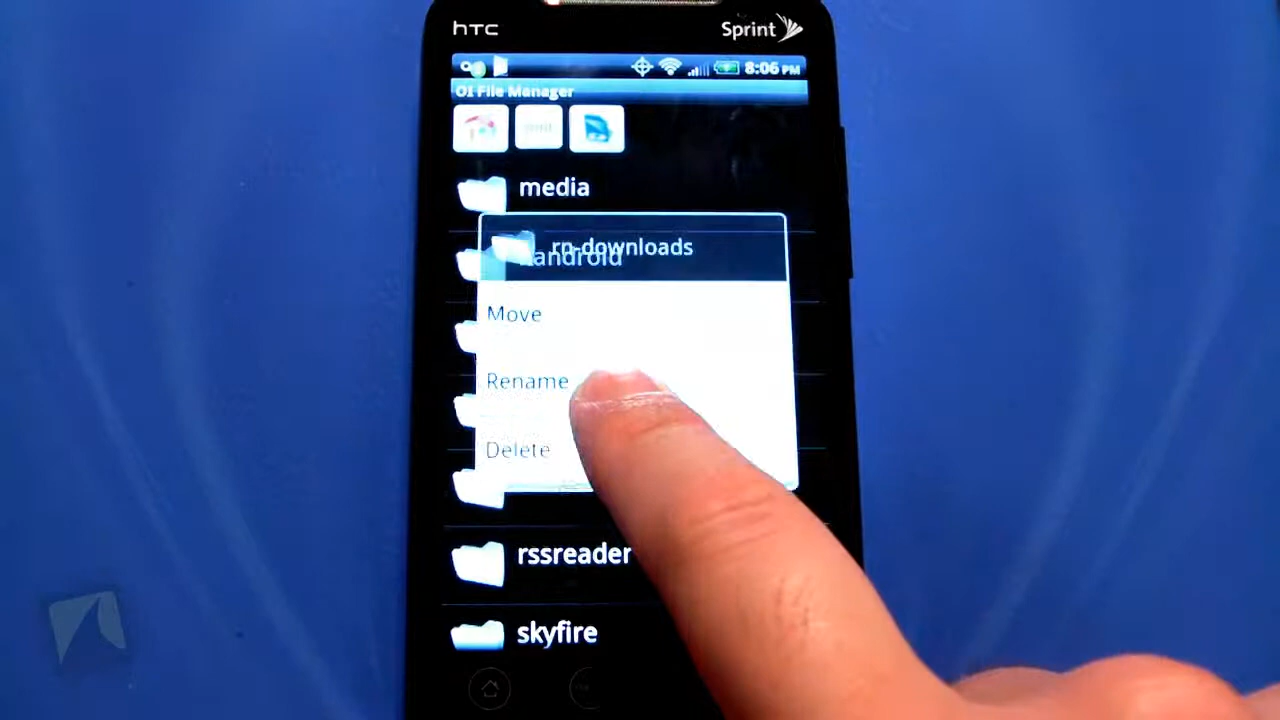 hTC
Sprint
8:06 PM
OI File Manager
media
rn-downloads
Move
Rename
Delete
rssreader
skyfire